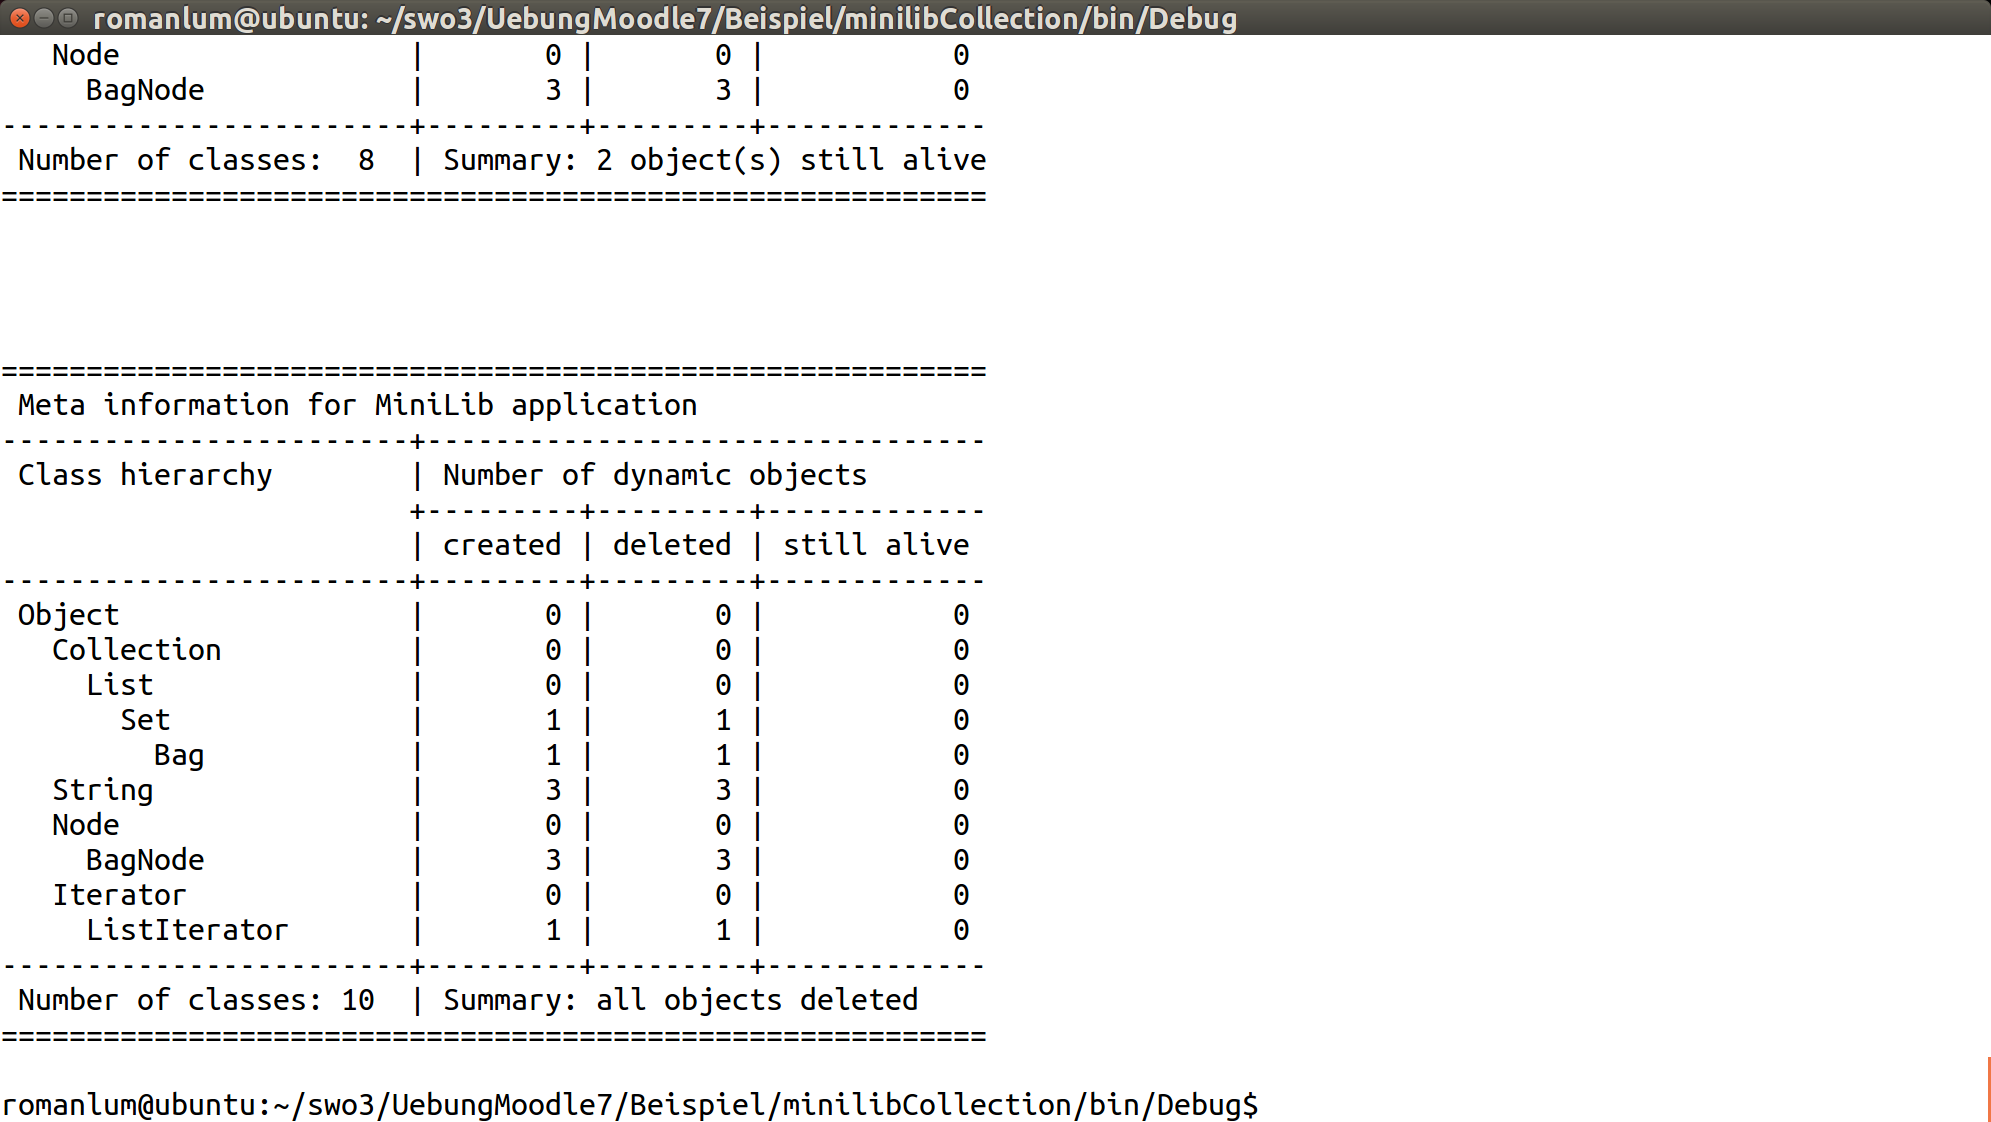 romanlum@ubuntu: ~/swo3/UebungMoodle7/Beispiel/minilibCollection/bin/Debug
   Node                 |       0 |       0 |           0
     BagNode            |       3 |       3 |           0
------------------------+---------+---------+-------------
 Number of classes:  8  | Summary: 2 object(s) still alive
==========================================================
==========================================================
 Meta information for MiniLib application
------------------------+---------------------------------
 Class hierarchy        | Number of dynamic objects
                        +---------+---------+-------------
                        | created | deleted | still alive
------------------------+---------+---------+-------------
 Object                 |       0 |       0 |           0
   Collection           |       0 |       0 |           0
     List               |       0 |       0 |           0
       Set              |       1 |       1 |           0
         Bag            |       1 |       1 |           0
   String               |       3 |       3 |           0
   Node                 |       0 |       0 |           0
     BagNode            |       3 |       3 |           0
   Iterator             |       0 |       0 |           0
     ListIterator       |       1 |       1 |           0
------------------------+---------+---------+-------------
 Number of classes: 10  | Summary: all objects deleted
==========================================================
romanlum@ubuntu:~/swo3/UebungMoodle7/Beispiel/minilibCollection/bin/Debug$